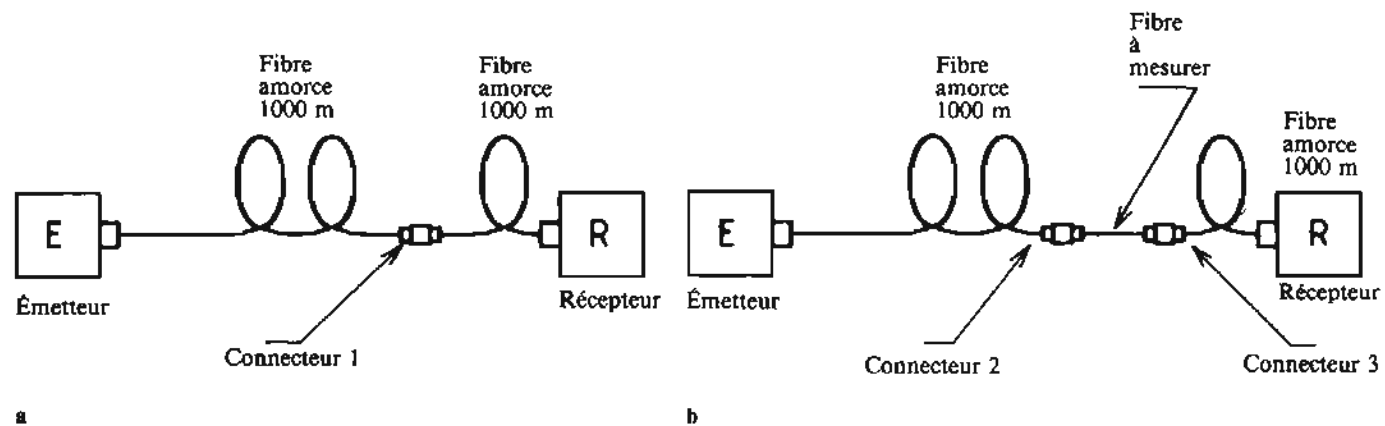 Fibre
amorce
1000 m
Fibre
amorce
1000 m
E
R
Émetteur
Récepteur
Connecteur 1
a
Fibre
à
mesurer
Fibre
amorce
1000 m
Fibre
amorce
1000 m
E
R
Émetteur
Récepteur
Connecteur 2
Connecteur 3
b